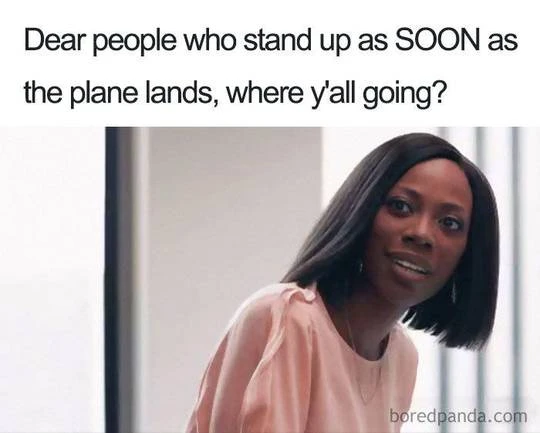 Dear people who stand up as SOON as
the plane lands, where y'all going?
boredpanda.com